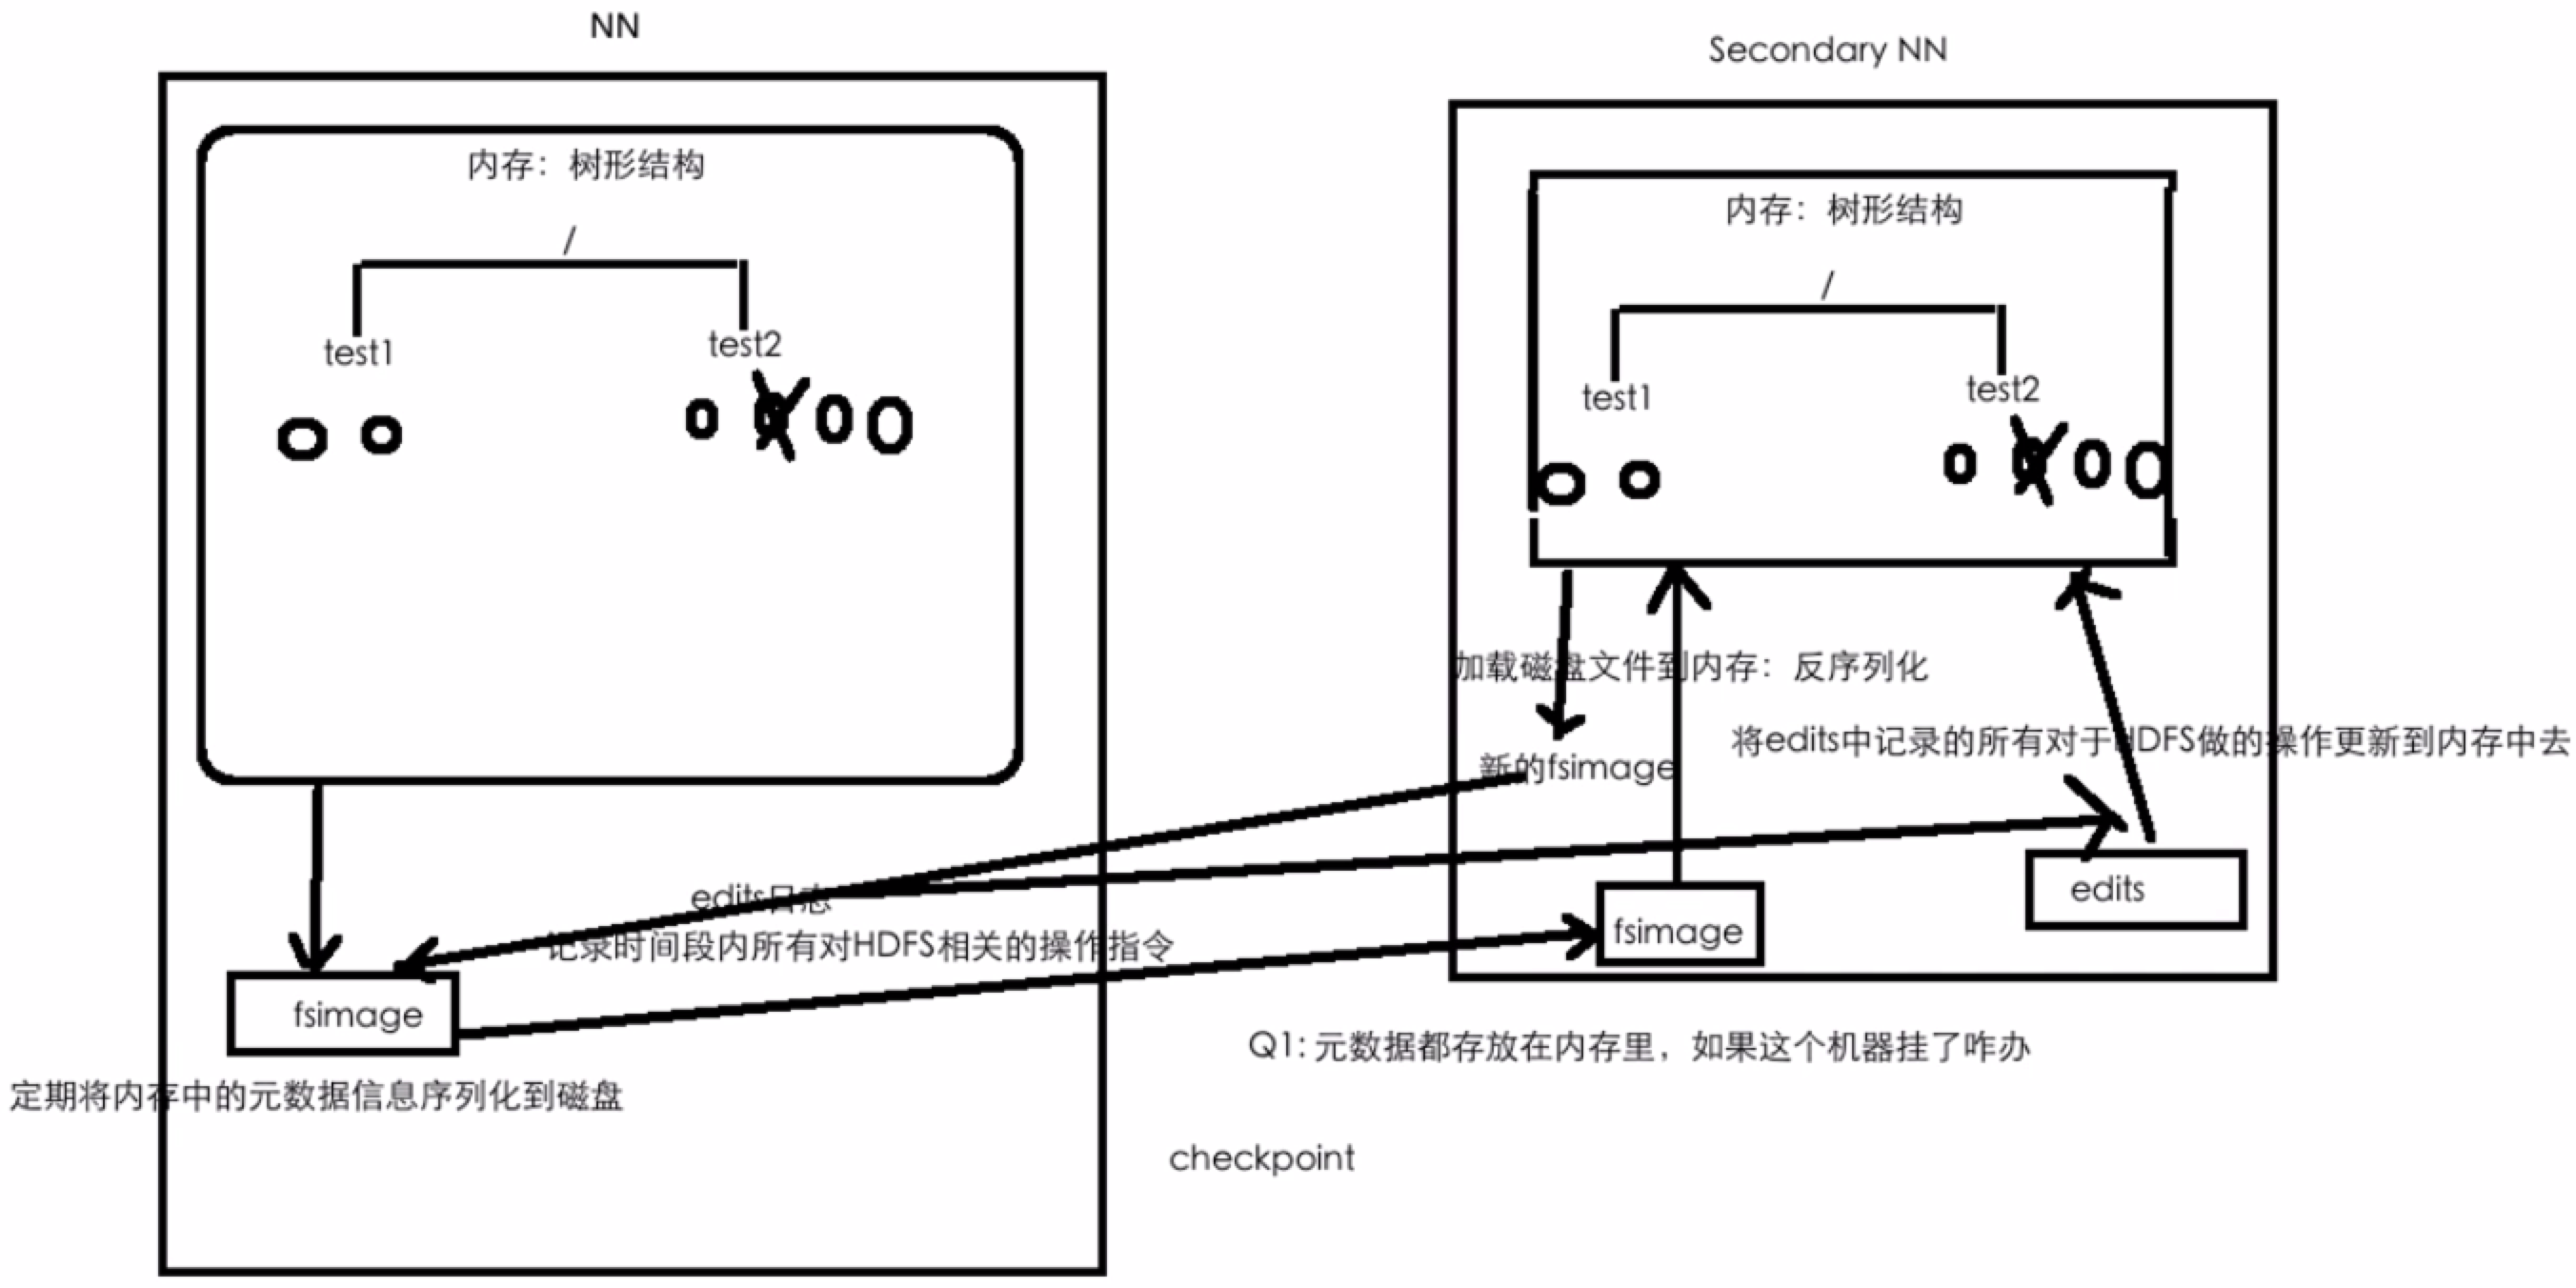 NN
内存：树形结构
/
test1
test2
edits日志
记录时间段内所有对HDFS相关的操作指令
fsimage
定期将内存中的元数据信息序列化到磁盘
Secondary NN
内存：树形结构
/
test1
test2
加载磁盘文件到内存：反序列化
将edits中记录的所有对于HDFS做的操作更新到内存中去
新的fsimage
edits
fsimage
Q1: 元数据都存放在内存里，如果这个机器挂了咋办
checkpoint